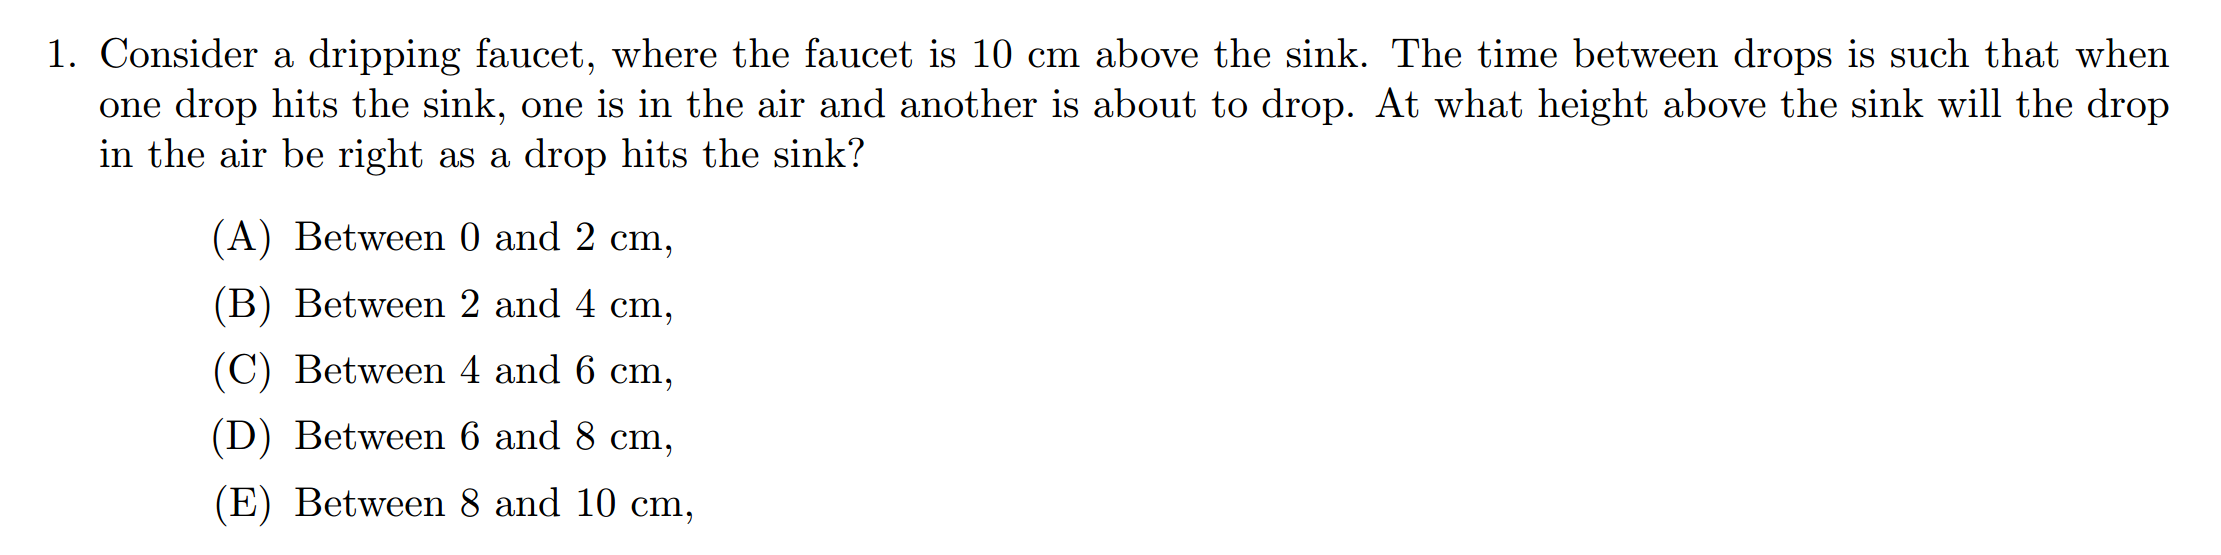 1. Consider a dripping faucet, where the faucet is 10 cm above the sink. The time between drops is such that when
one drop hits the sink, one is in the air and another is about to drop. At what height above the sink will the drop
in the air be right as a drop hits the sink?
(A) Between 0 and 2 cm,
(B) Between 2 and 4 cm,
(C) Between 4 and 6 cm,
(D) Between 6 and 8 cm,
(E) Between 8 and 10 cm,